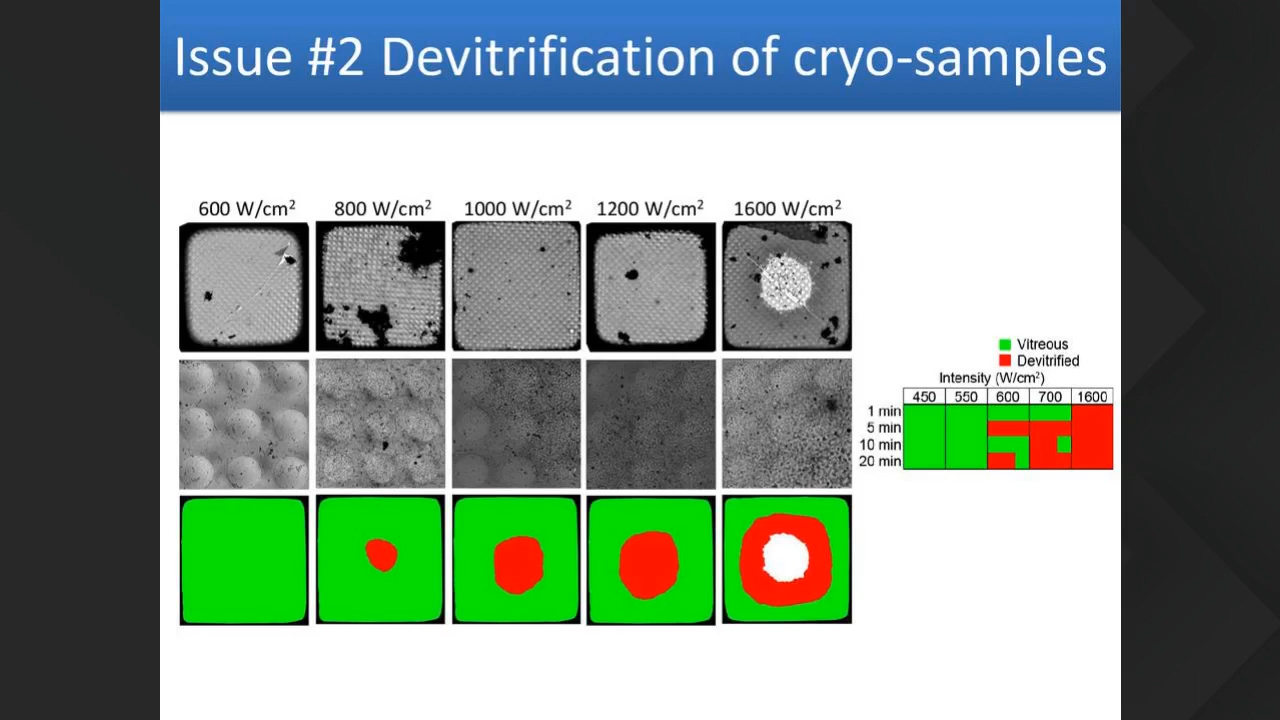 Issue #2 Devitrification of cryo-samples
600 W/cm² 800 W/cm² 1000 W/cm² 1200 W/cm² 1600 W/cm²
Vitreous
Devitrified
Intensity (W/cm²)
450 550 600 700 1600
1 min
5 min
10 min
20 min